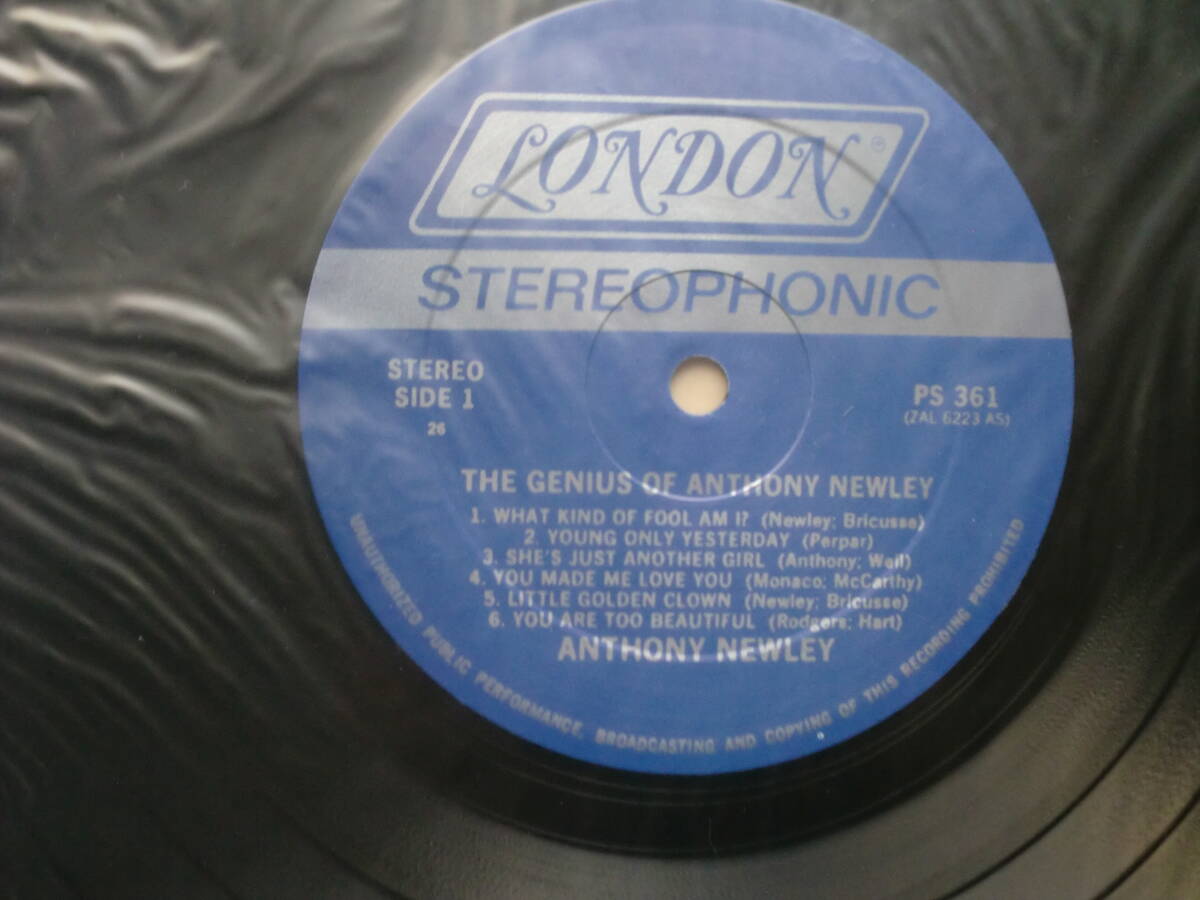 LONDON®
STEREOPHONIC
STEREO
SIDE 1
26
PS 361
(ZAL 6223 AS)
THE GENIUS OF ANTHONY NEWLEY
1. WHAT KIND OF FOOL AM I? (Newley; Bricusse)
2. YOUNG ONLY YESTERDAY (Perpar)
3. SHE'S JUST ANOTHER GIRL (Anthony; Weil)
4. YOU MADE ME LOVE YOU (Monaco; McCarthy)
5. LITTLE GOLDEN CLOWN (Newley; Bricusse)
6. YOU ARE TOO BEAUTIFUL (Rodgers; Hart)
ANTHONY NEWLEY
UNAUTHORIZED PUBLIC PERFORMANCE, BROADCASTING AND COPYING OF THIS RECORDING PROHIBITED